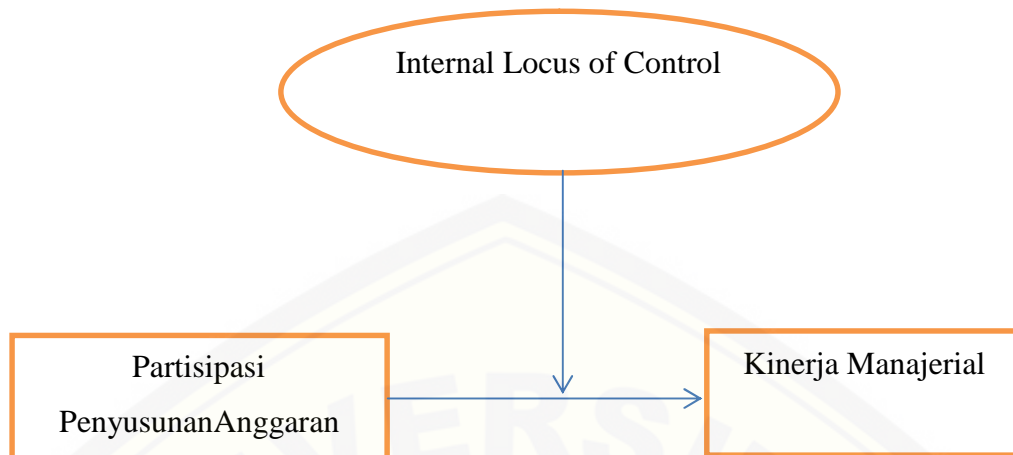 Internal Locus of Control
Partisipasi
PenyusunanAnggaran
Kinerja Manajerial